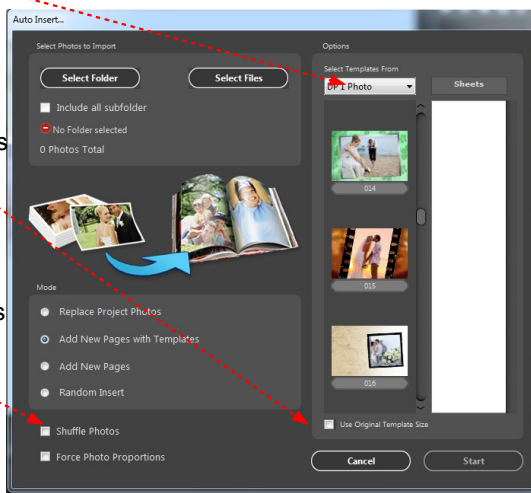 Auto Insert...
Select Photos to Import
Select Folder
Select Files
Include all subfolder
No Folder selected
0 Photos Total
s
Mode
Replace Project Photos
Add New Pages with Templates
s
Add New Pages
Random Insert
Shuffle Photos
Force Photo Proportions
Options
Select Templates From
DP 1 Photo
Sheets
014
015
016
Use Original Template Size
Cancel
Start